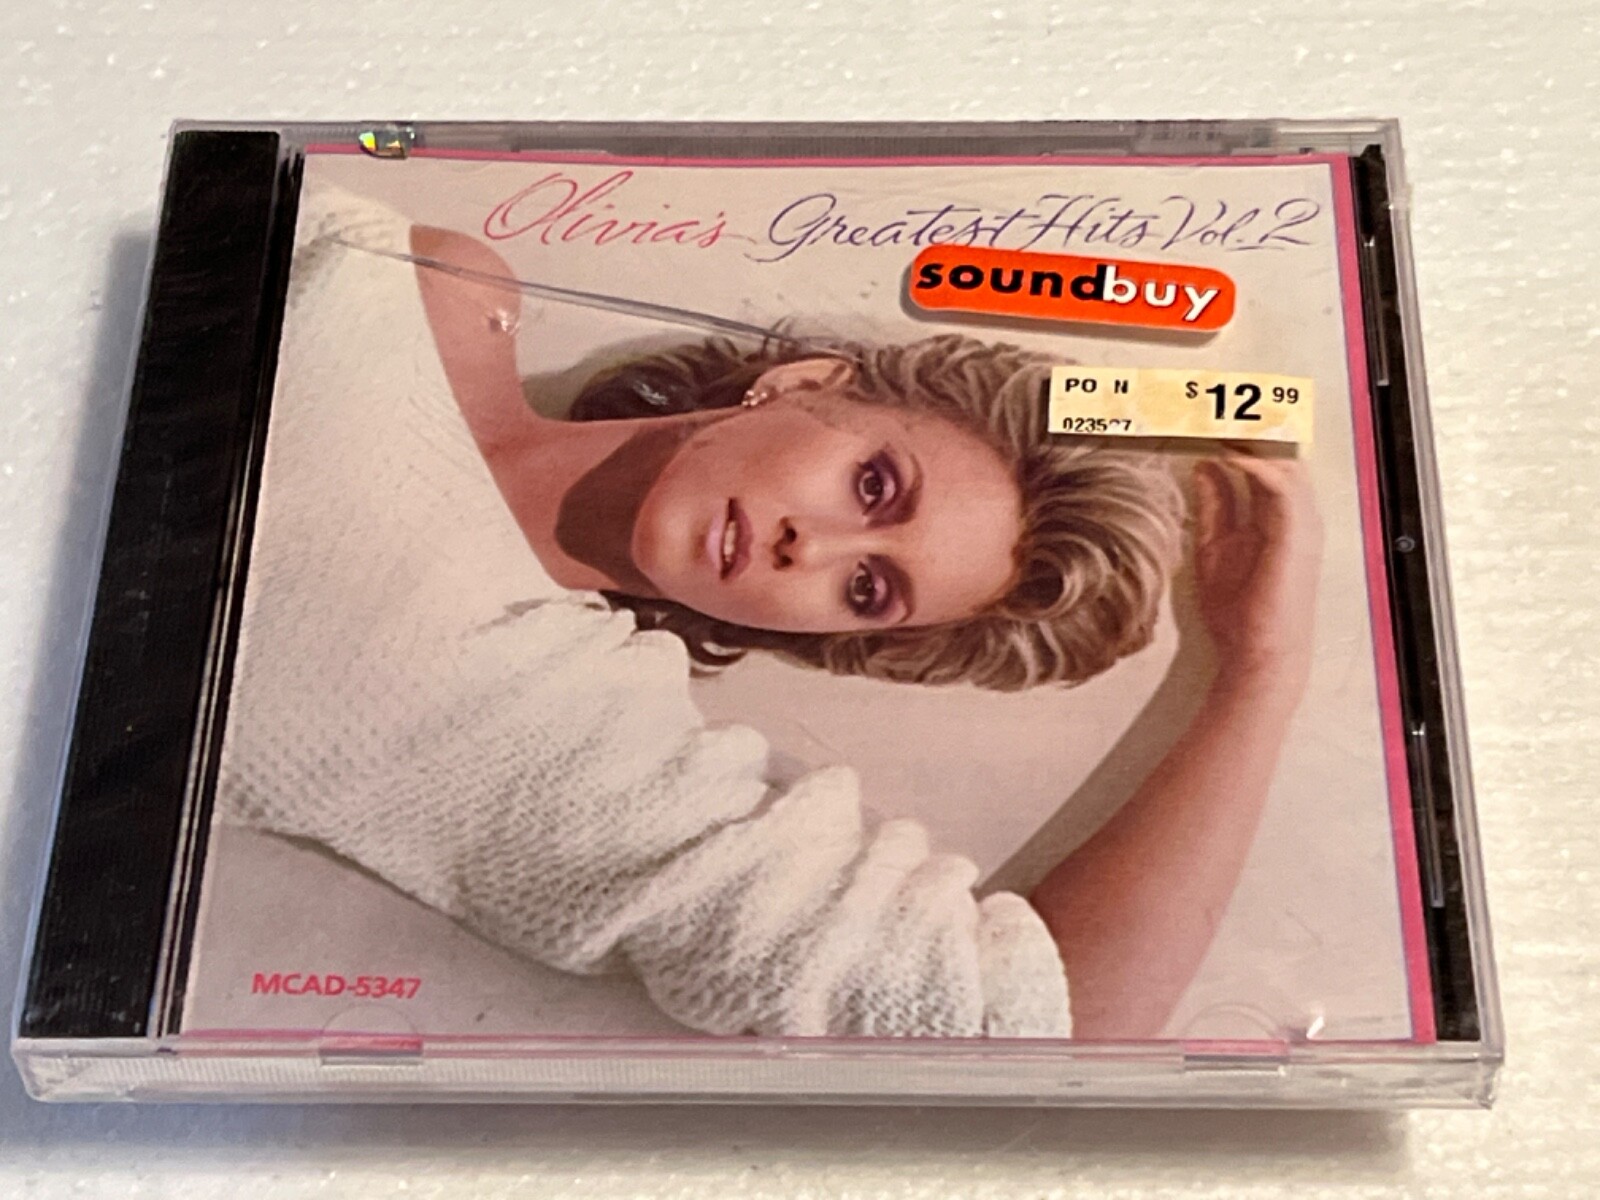 Olivia's Greatest Hits Vol. 2
soundbuy
PO N $12 99
MCAD-5347